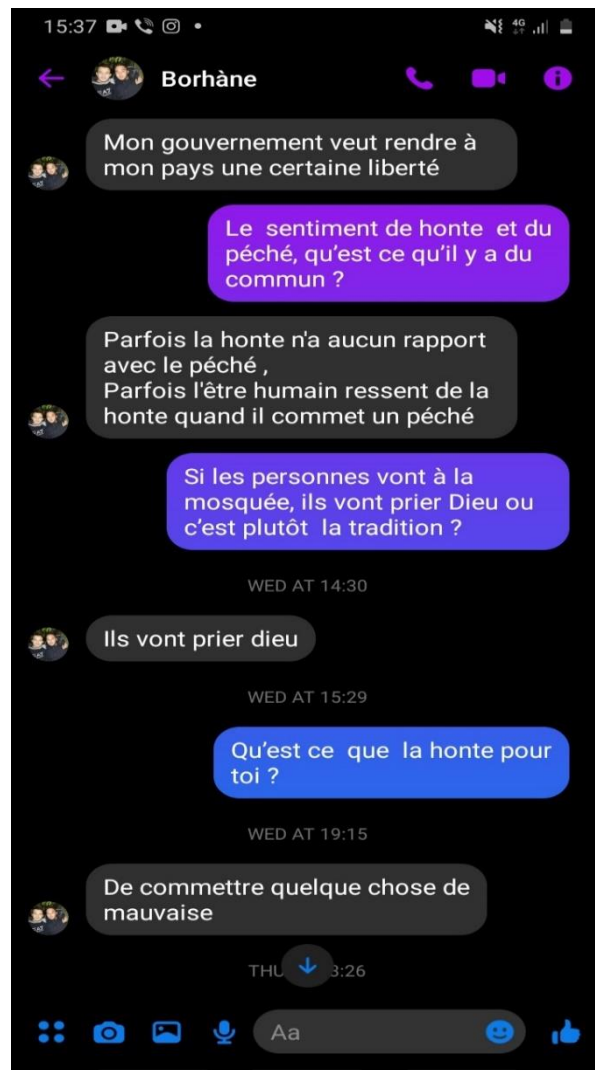 15:37
4G
Borhàne
Mon gouvernement veut rendre à
mon pays une certaine liberté
Le sentiment de honte et du
péché, qu’est ce qu’il y a du
commun ?
Parfois la honte n'a aucun rapport
avec le péché ,
Parfois l'être humain ressent de la
honte quand il commet un péché
Si les personnes vont à la
mosquée, ils vont prier Dieu ou
c’est plutôt la tradition ?
WED AT 14:30
Ils vont prier dieu
WED AT 15:29
Qu’est ce que la honte pour
toi ?
WED AT 19:15
De commettre quelque chose de
mauvaise
THU 3:26
Aa